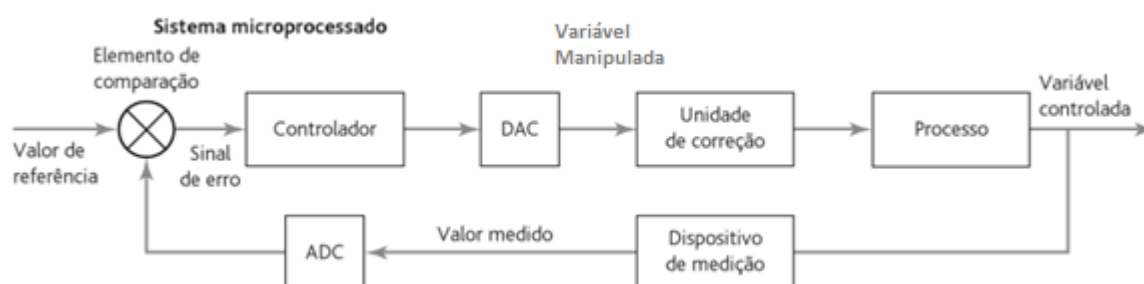 Sistema microprocessado
Variável
Manipulada
Elemento de
comparação
Variável
controlada
Controlador
DAC
Unidade
de correção
Processo
Valor de
referência
Sinal
de erro
ADC
Valor medido
Dispositivo
de medição